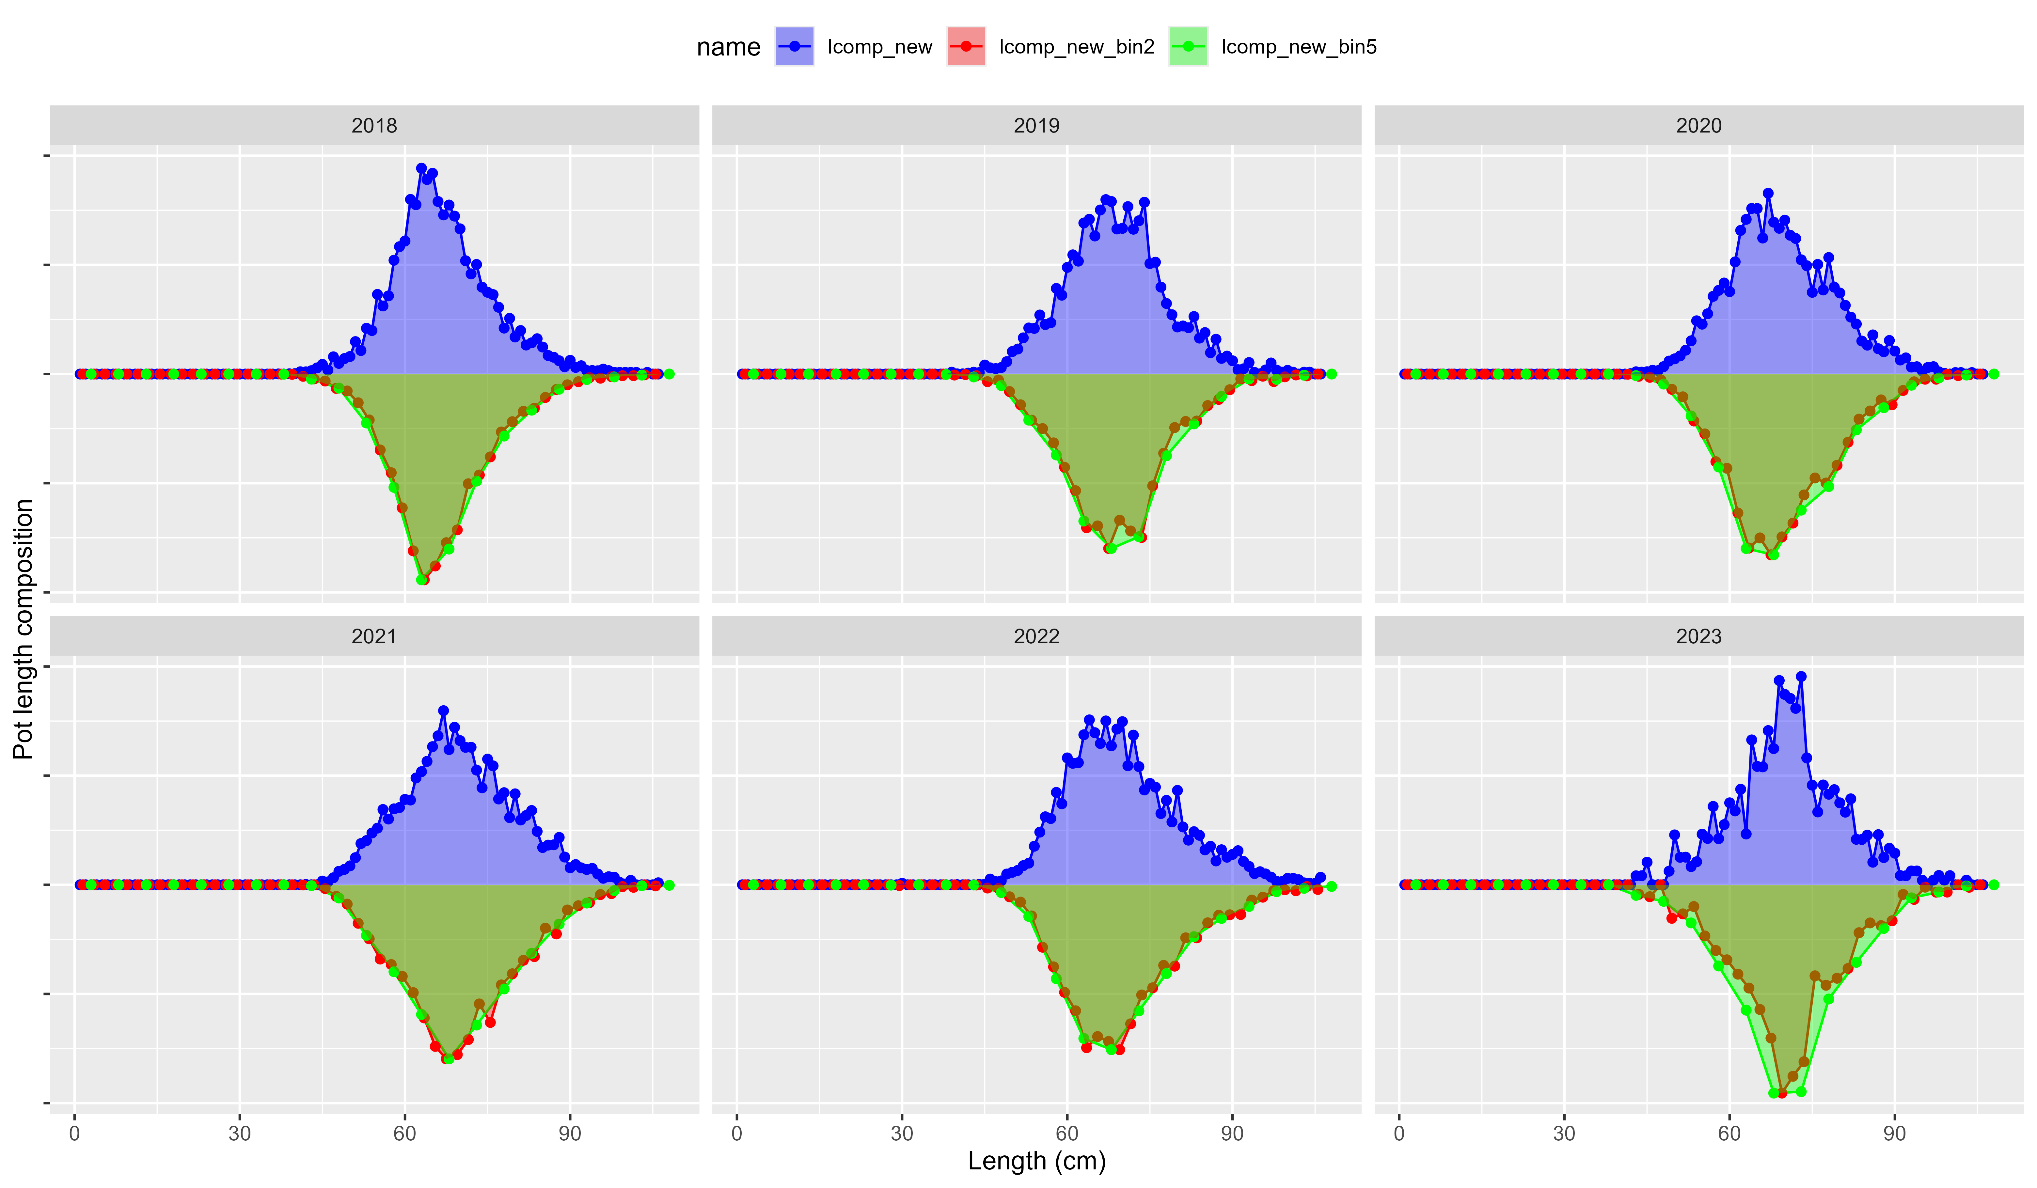 name lcomp_new lcomp_new_bin2 lcomp_new_bin5
2018 2019 2020
Pot length composition
2021 2022 2023
0 30 60 90 0 30 60 90 0 30 60 90
Length (cm)